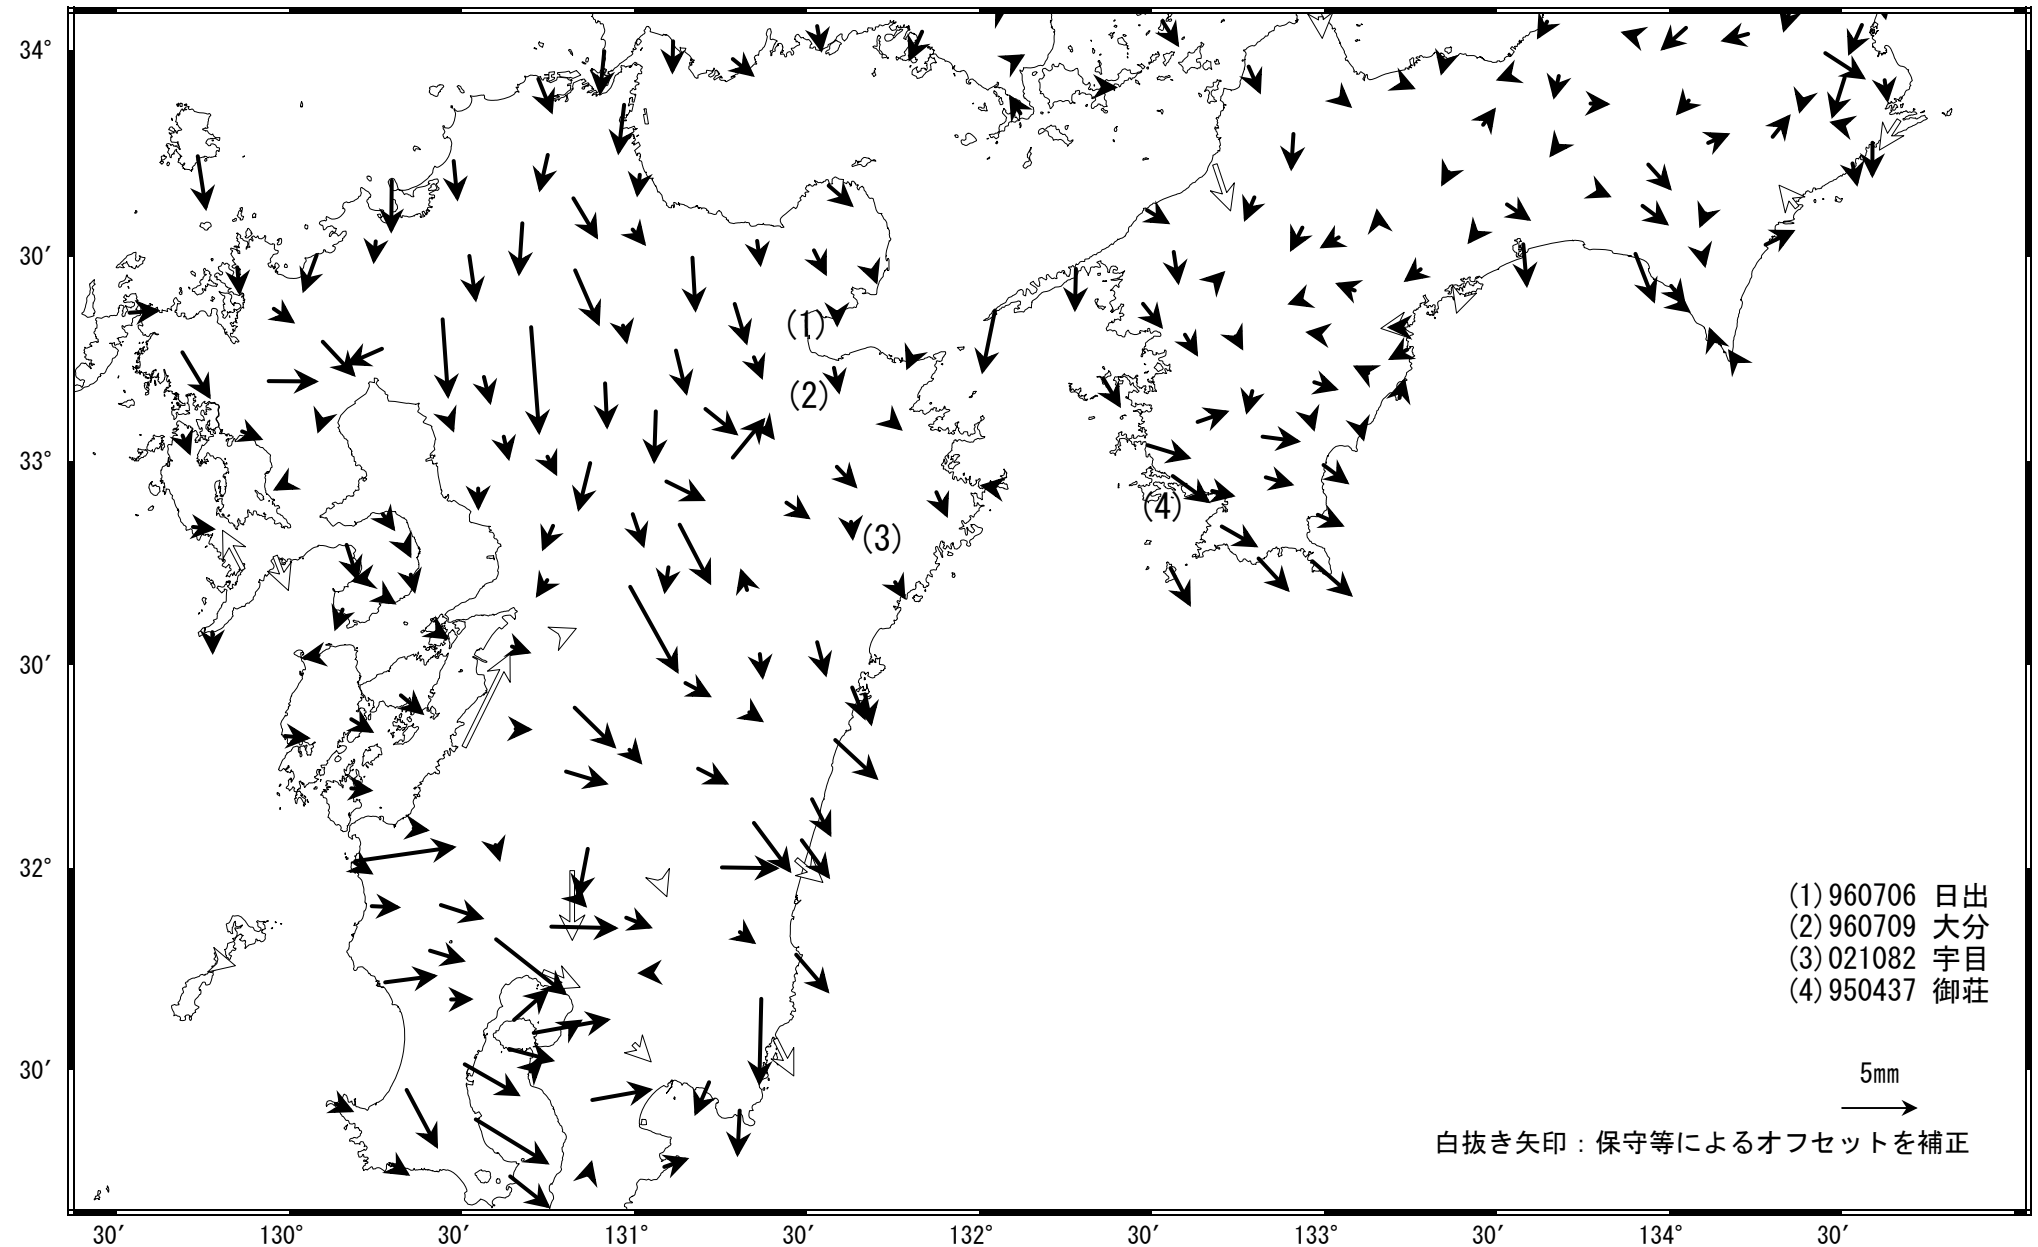 34°
30′
33°
30′
32°
30′
(1)
(2)
(3)
(4)
(1)960706 日出
(2)960709 大分
(3)021082 宇目
(4)950437 御荘
5mm
白抜き矢印：保守等によるオフセットを補正
30′ 130° 30′ 131° 30′ 132° 30′ 133° 30′ 134° 30′